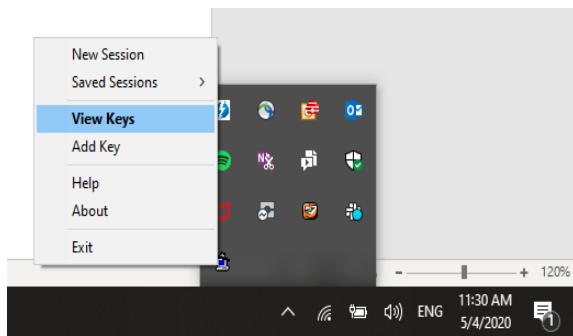 New Session
Saved Sessions
View Keys
Add Key
Help
About
Exit
120%
ENG
11:30 AM
5/4/2020
1